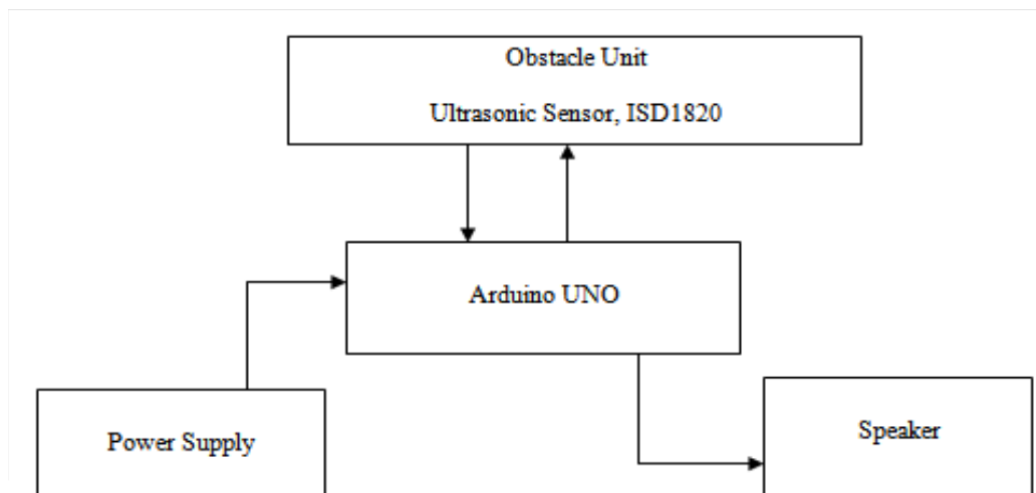 Obstacle Unit
Ultrasonic Sensor, ISD1820
Arduino UNO
Power Supply
Speaker